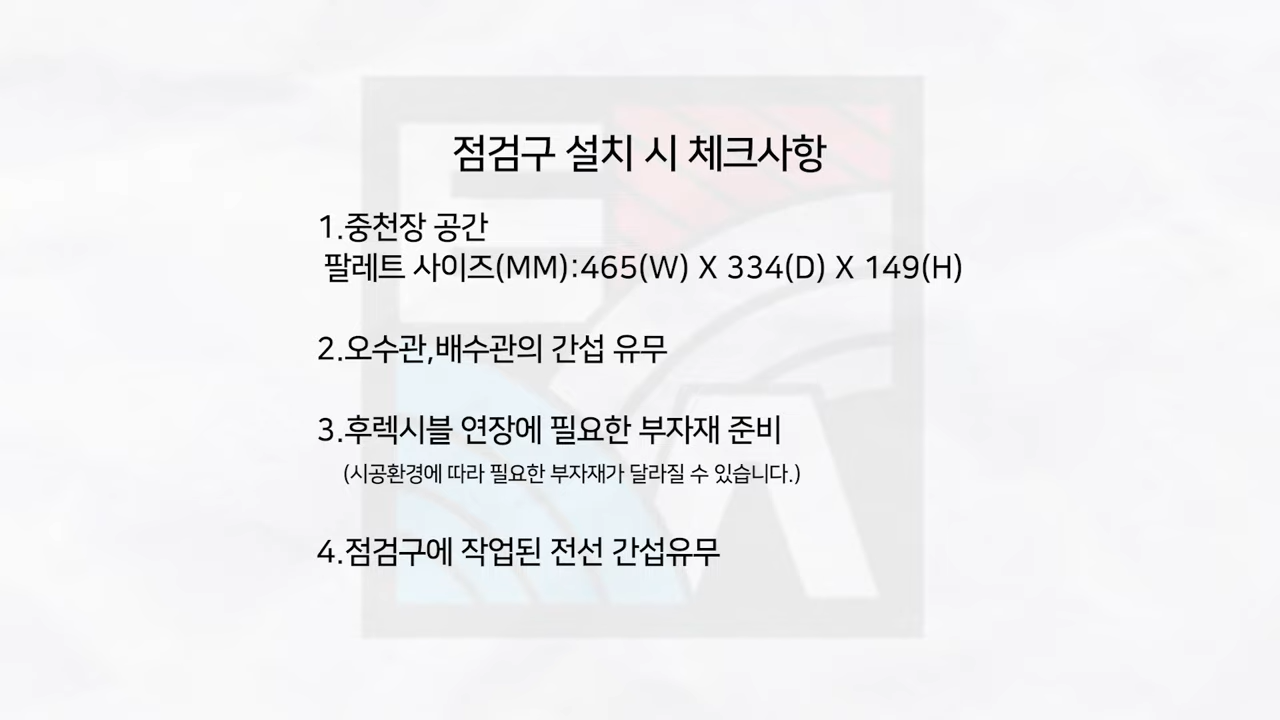 점검구 설치 시 체크사항
1.중천장 공간
팔레트 사이즈(MM):465(W) X 334(D) X 149(H)
2.오수관,배수관의 간섭 유무
3.후렉시블 연장에 필요한 부자재 준비
(시공환경에 따라 필요한 부자재가 달라질 수 있습니다.)
4.점검구에 작업된 전선 간섭유무